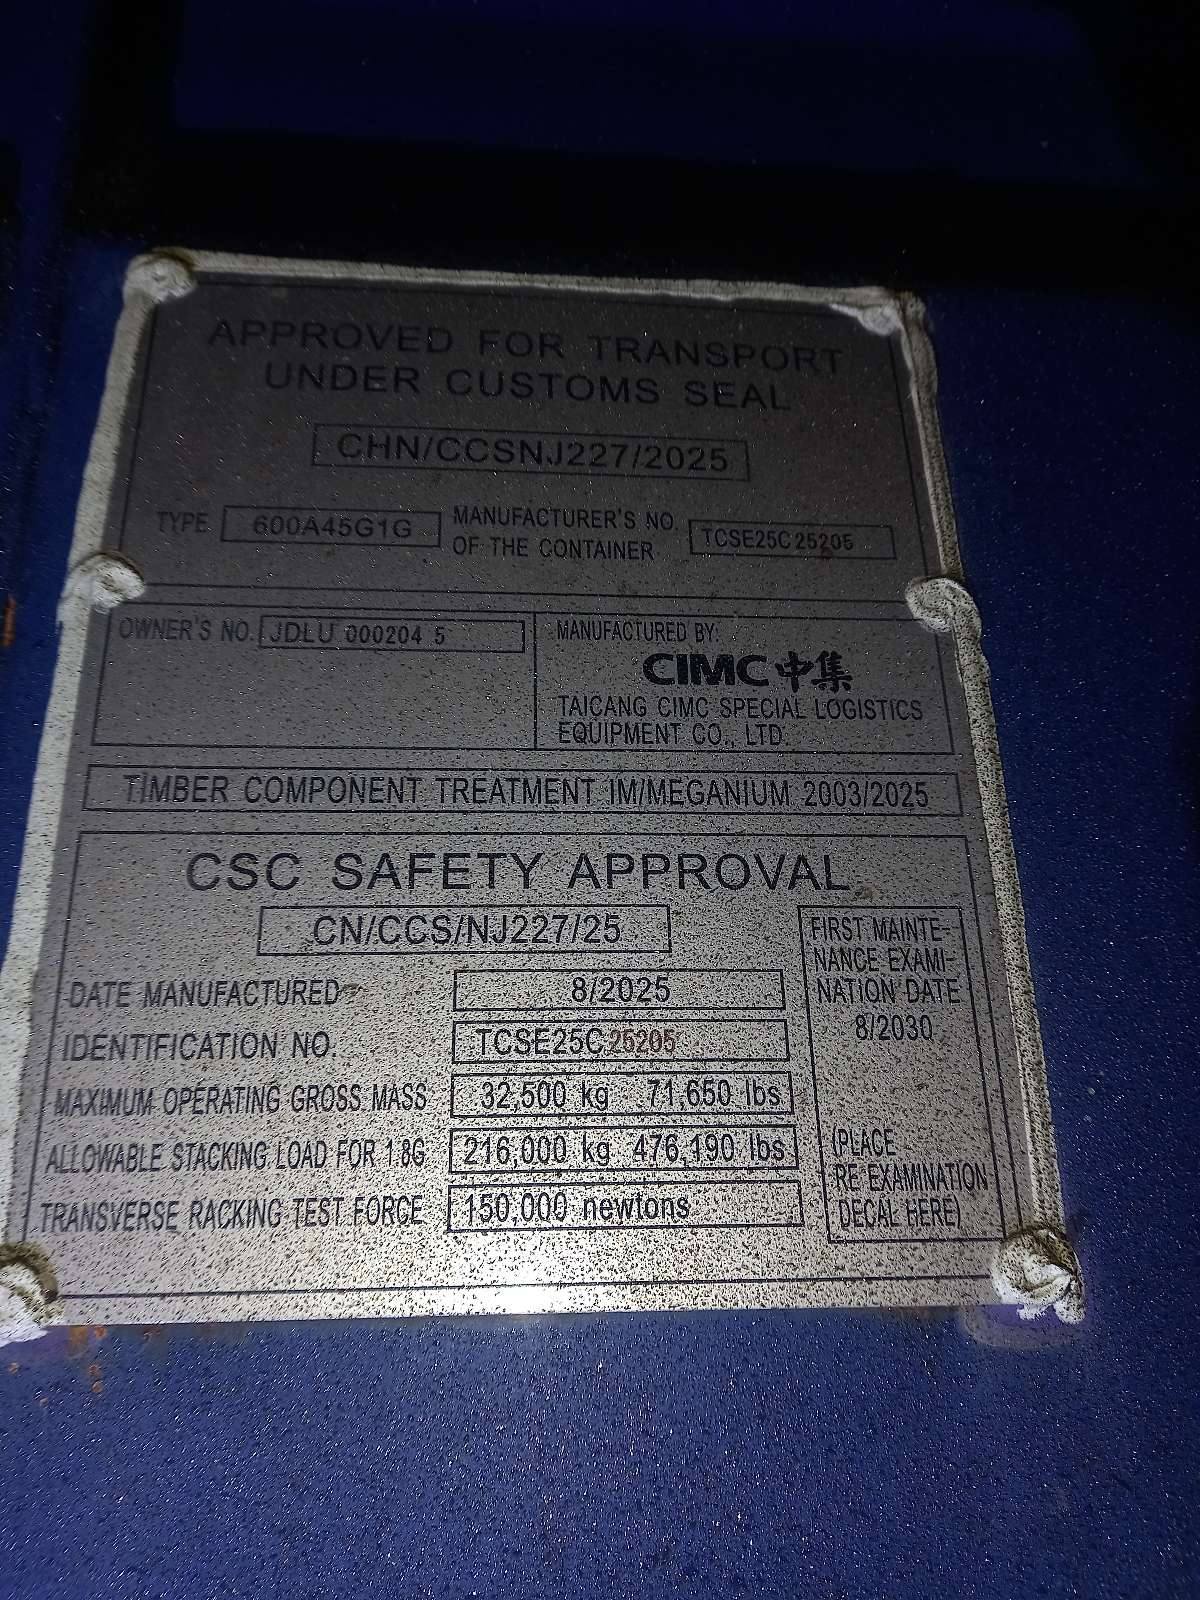 APPROVED FOR TRANSPORT
UNDER CUSTOMS SEAL
CHN/CCSNJ227/2025
TYPE 600A45G1G MANUFACTURER'S NO. OF THE CONTAINER TCSE25C 25205
OWNER'S NO. JDLU 000204 5
MANUFACTURED BY:
CIMC 中集
TAICANG CIMC SPECIAL LOGISTICS
EQUIPMENT CO., LTD
TIMBER COMPONENT TREATMENT IM/MEGANIUM 2003/2025
CSC SAFETY APPROVAL
CN/CCS/NJ227/25
DATE MANUFACTURED 8/2025
IDENTIFICATION NO. TCSE25C 25205
MAXIMUM OPERATING GROSS MASS 32,500 kg 71,650 lbs
ALLOWABLE STACKING LOAD FOR 1.8G 216,000 kg 476,190 lbs
TRANSVERSE RACKING TEST FORCE 150,000 newtons
FIRST MAINTE-
NANCE EXAMI-
NATION DATE
8/2030
(PLACE
RE EXAMINATION
DECAL HERE)